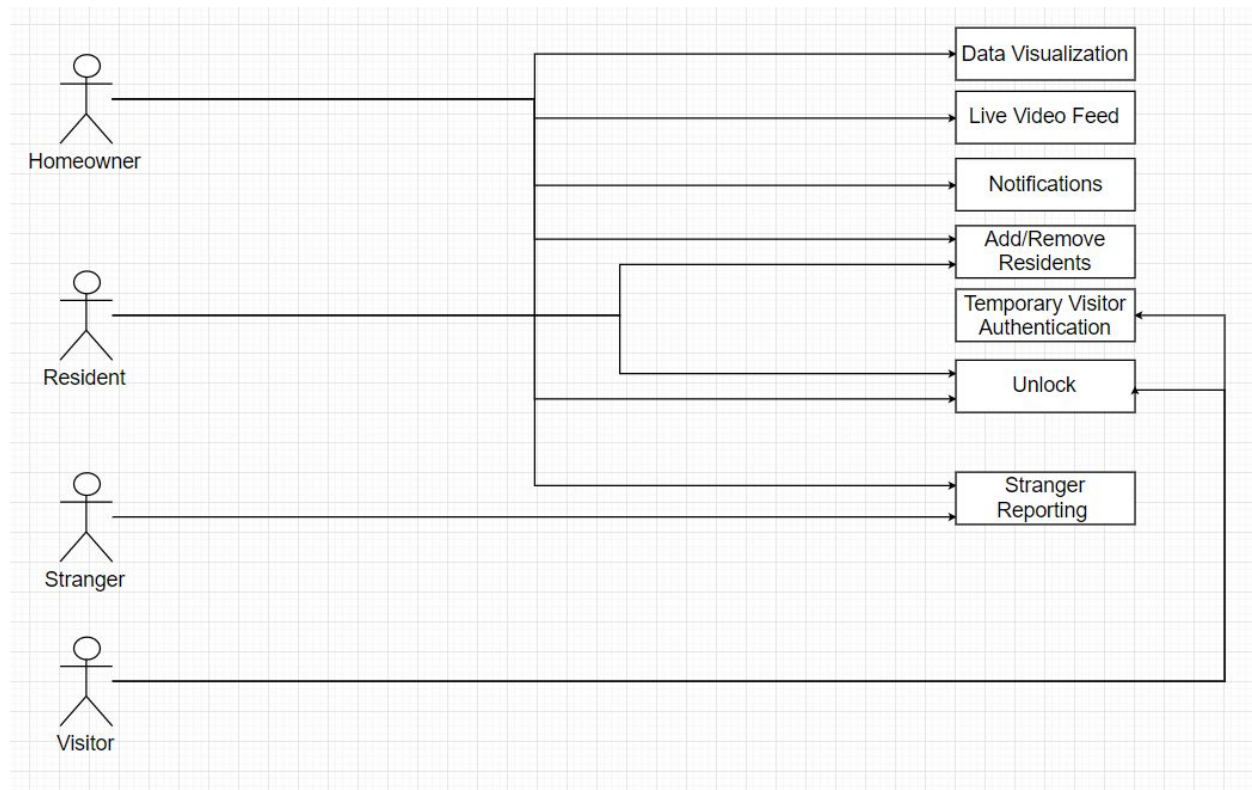 Data Visualization
Homeowner
Live Video Feed
Notifications
Add/Remove
Residents
Resident
Temporary Visitor
Authentication
Unlock
Stranger
Stranger
Reporting
Visitor